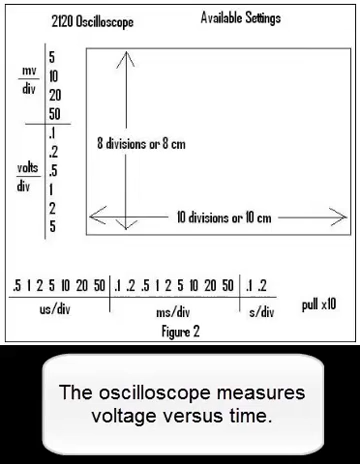 2120 Oscilloscope
Available Settings
mv
div
5
10
20
50
volts
div
.1
.2
.5
1
2
5
8 divisions or 8 cm
10 divisions or 10 cm
.5 1 2 5 10 20 50
us/div
.1 .2 .5 1 2 5 10 20 50
ms/div
.1 .2
s/div
pull x10
Figure 2
The oscilloscope measures
voltage versus time.